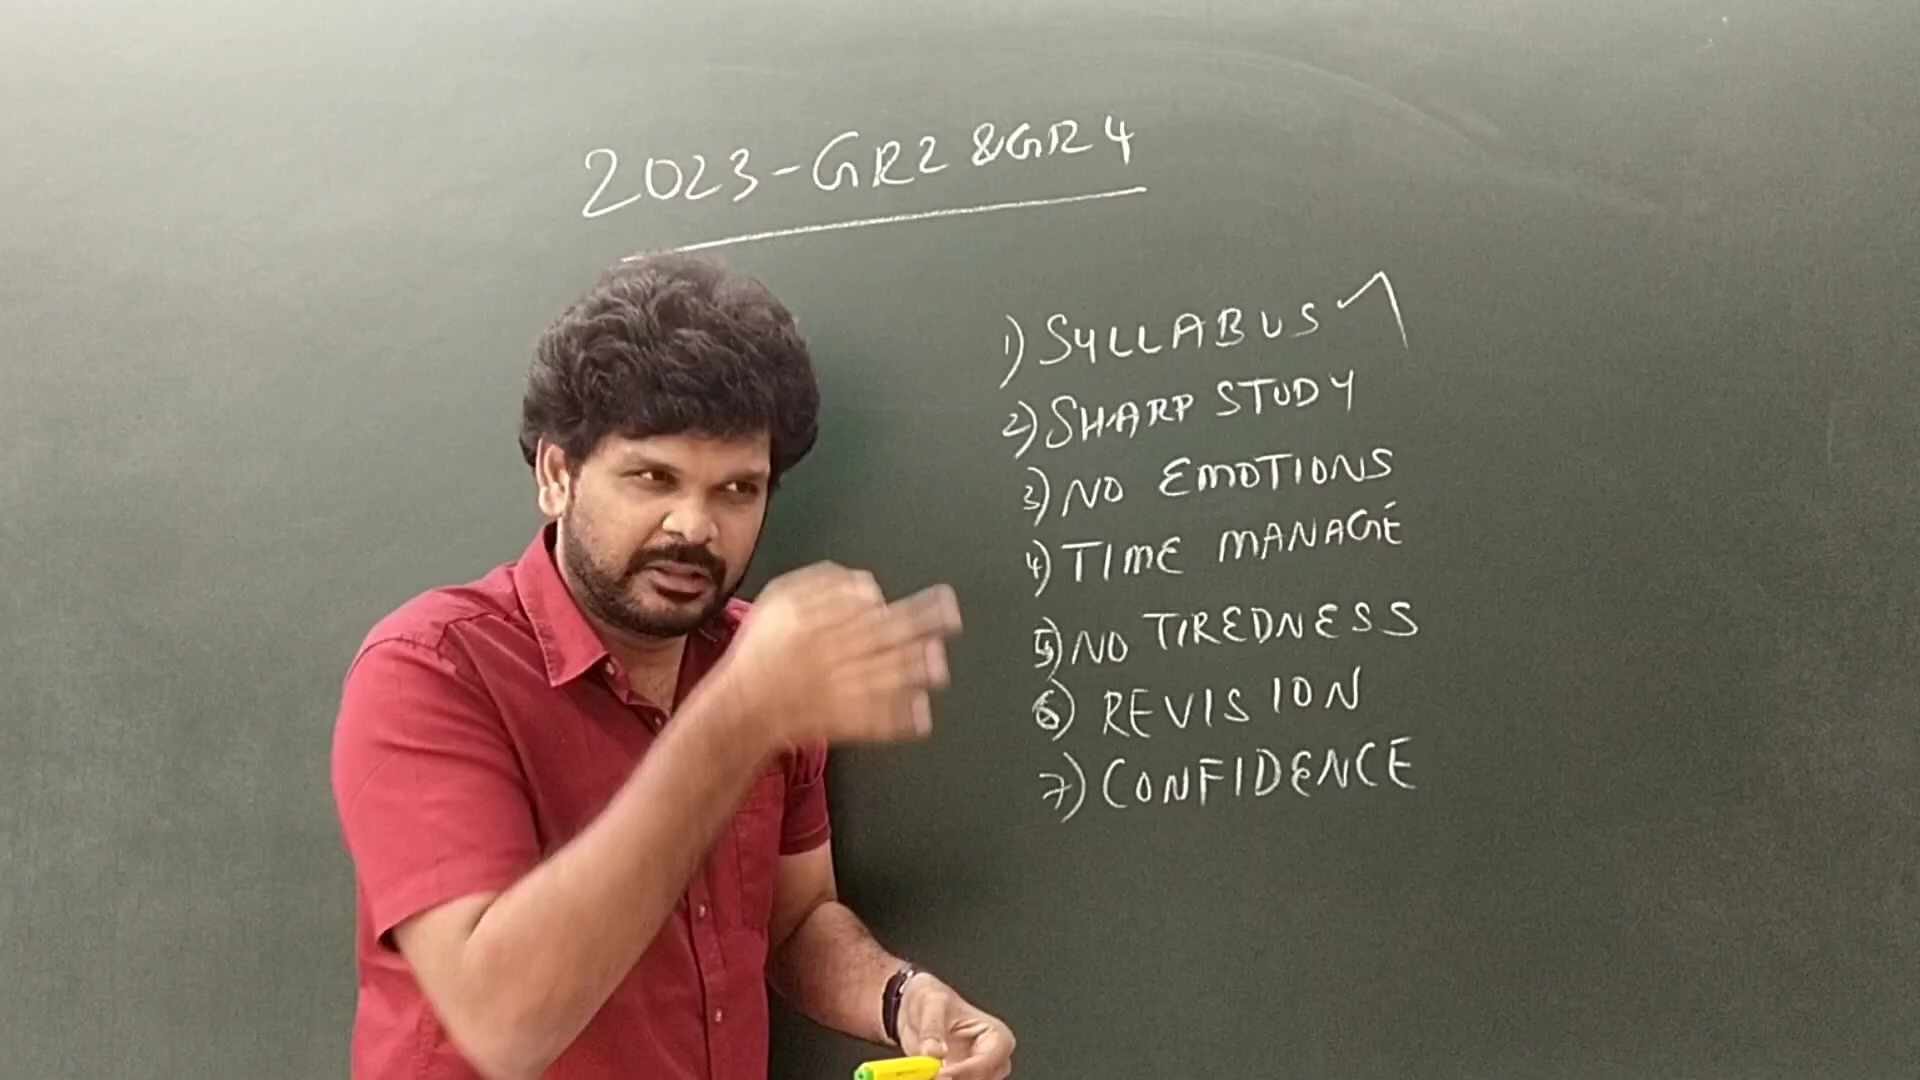 2023-GR2 & GR4
1) SYLLABUS
2) SHARP STUDY
3) NO EMOTIONS
4) TIME MANAGE
5) NO TIREDNESS
6) REVISION
7) CONFIDENCE